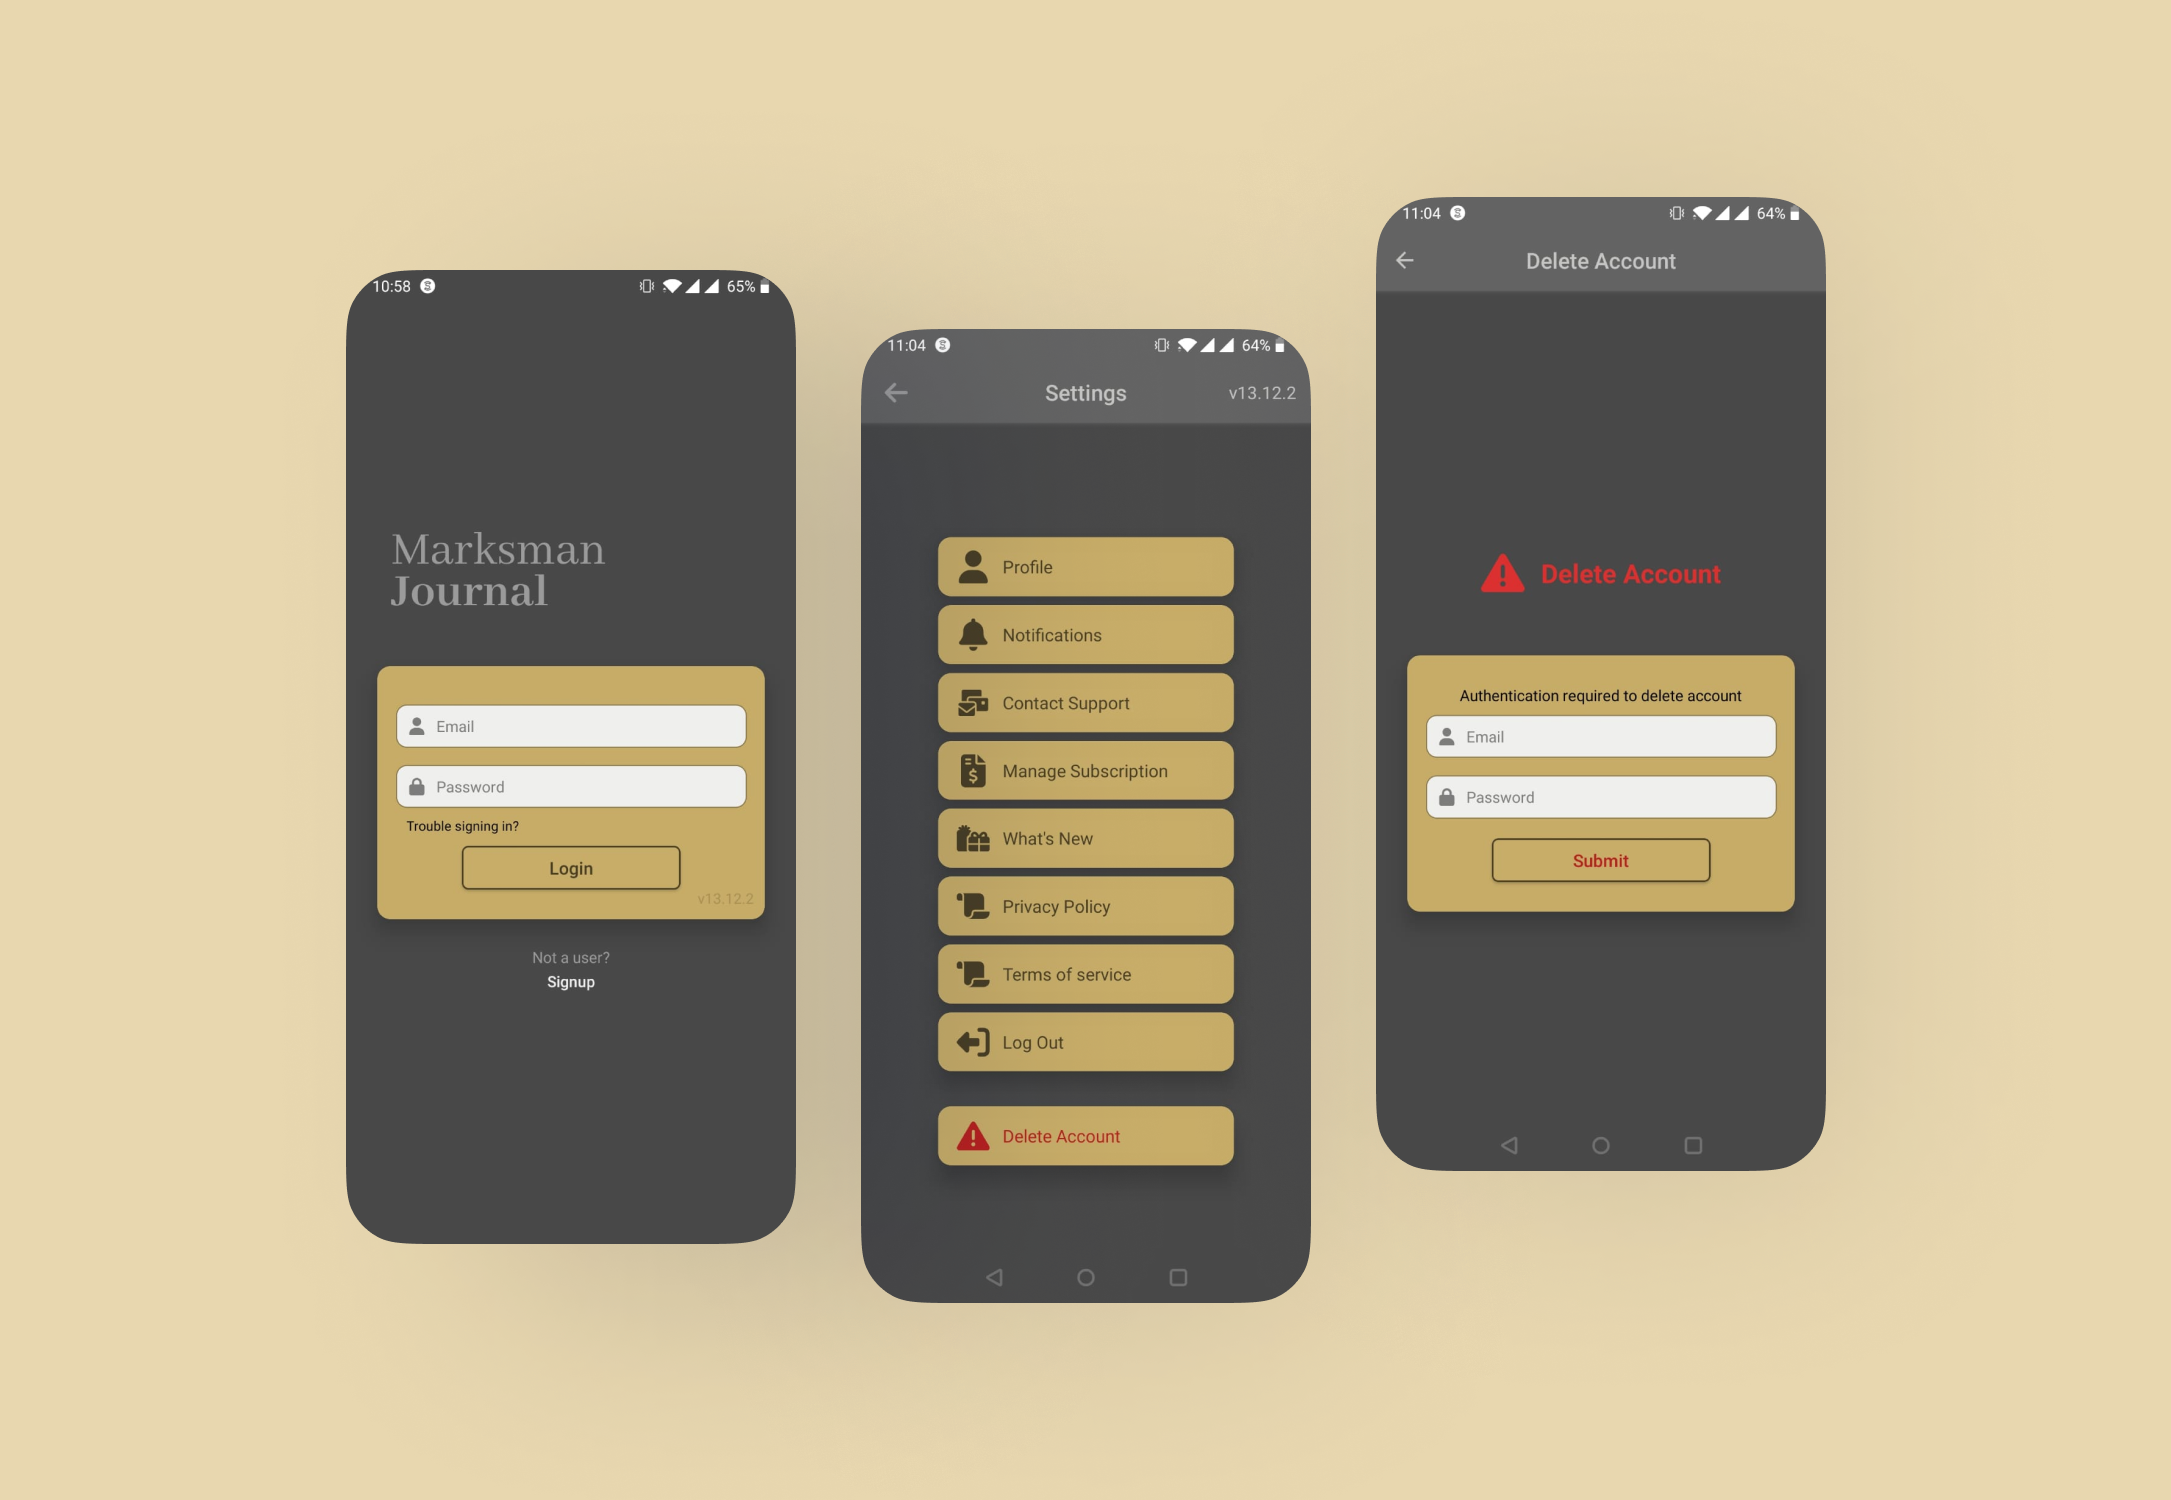 10:58
65%
Marksman
Journal
Email
Password
Trouble signing in?
Login
v13.12.2
Not a user?
Signup
11:04
64%
Settings
v13.12.2
Profile
Notifications
Contact Support
Manage Subscription
What's New
Privacy Policy
Terms of service
Log Out
Delete Account
11:04
64%
Delete Account
Delete Account
Authentication required to delete account
Email
Password
Submit